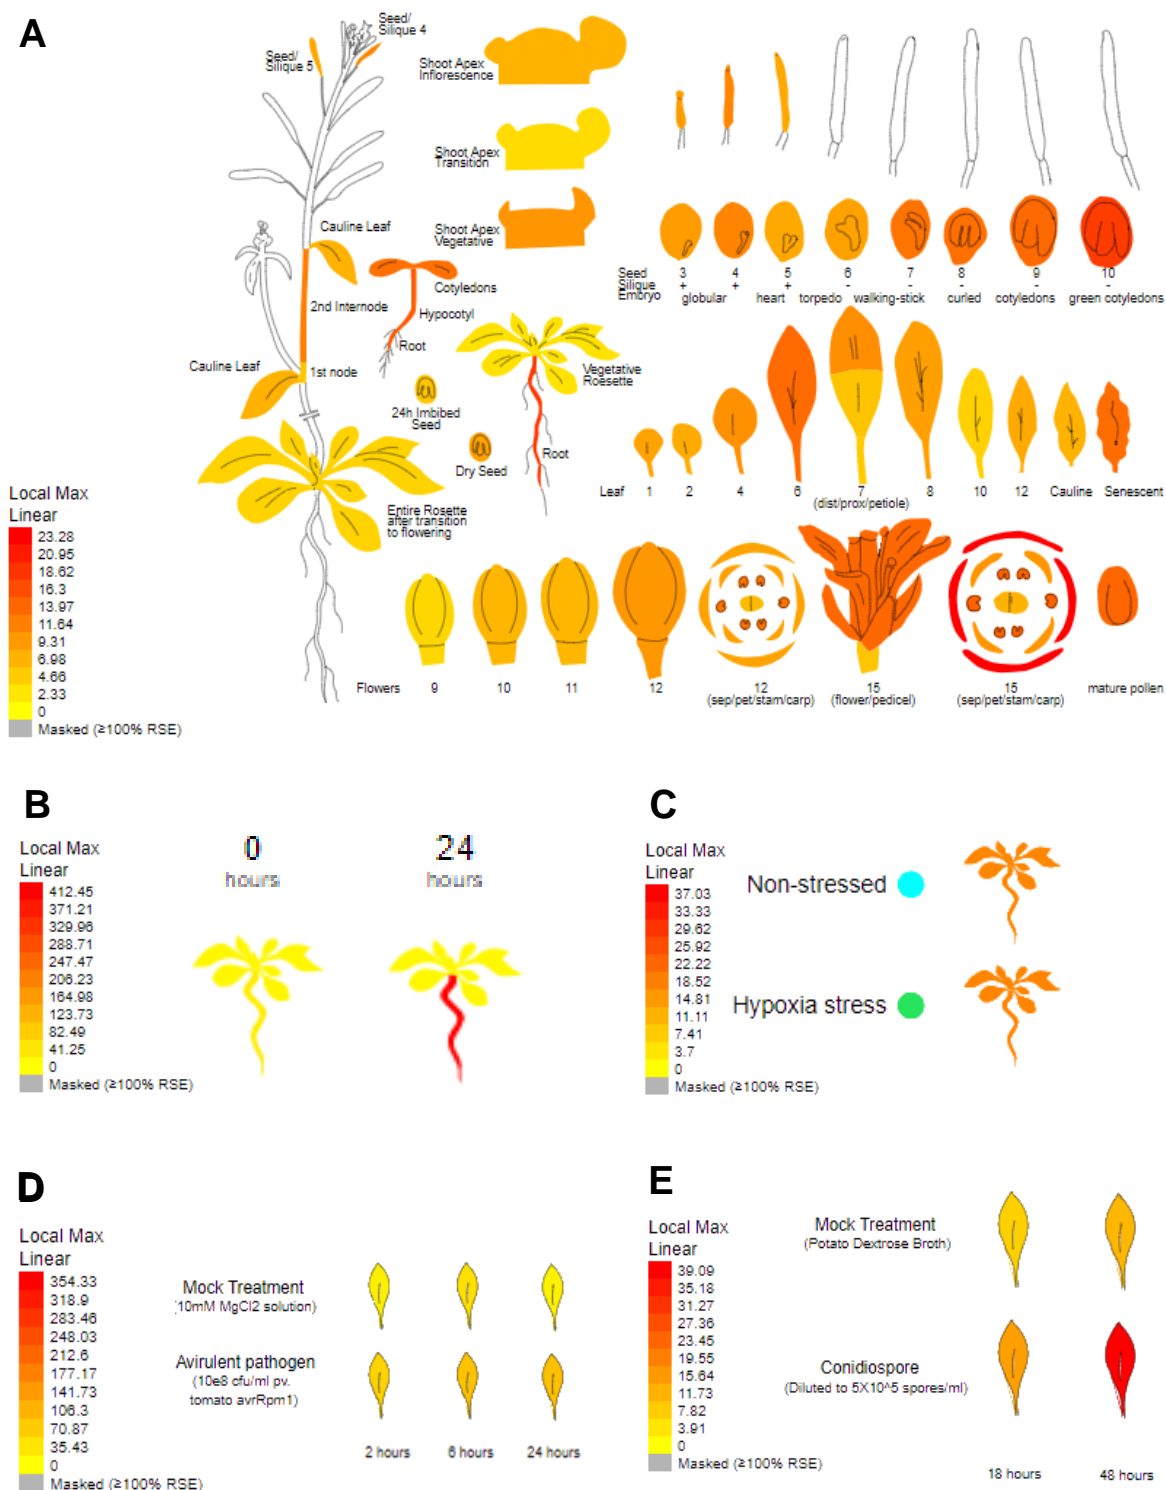 A
Seed/
Silique 4
Seed/
Silique 5
Shoot Apex
Inflorescence
Shoot Apex
Transition
Shoot Apex
Vegetative
Cauline Leaf
2nd Internode
Cauline Leaf
1st node
Cotyledons
Hypocotyl
Root
24h Imbibed
Seed
Dry Seed
Vegetative
Roesette
Root
Entire Rosette
after transition
to flowering
Seed 3 4 5 6 7 8 9 10
Silique + + + - - - - -
Embryo globular heart torpedo walking-stick curled cotyledons green cotyledons
Leaf 1 2 4 6 7 8 10 12 Cauline Senescent
(dist/prox/petiole)
Flowers 9 10 11 12 12 15 15 mature pollen
(sep/pet/stam/carp) (flower/pedicel) (sep/pet/stam/carp)
Local Max
Linear
23.28
20.95
18.62
16.3
13.97
11.64
9.31
6.98
4.66
2.33
0
Masked (≥100% RSE)
B
Local Max
Linear
412.45
371.21
329.96
288.71
247.47
206.23
164.98
123.73
82.49
41.25
0
Masked (≥100% RSE)
0
hours
24
hours
C
Local Max
Linear
37.03
33.33
29.62
25.92
22.22
18.52
14.81
11.11
7.41
3.7
0
Masked (≥100% RSE)
Non-stressed
Hypoxia stress
D
Local Max
Linear
354.33
318.9
283.46
248.03
212.6
177.17
141.73
106.3
70.87
35.43
0
Masked (≥100% RSE)
Mock Treatment
(10mM MgCl2 solution)
Avirulent pathogen
(10e8 cfu/ml pv.
tomato avrRpm1)
2 hours 6 hours 24 hours
E
Local Max
Linear
39.09
35.18
31.27
27.36
23.45
19.55
15.64
11.73
7.82
3.91
0
Masked (≥100% RSE)
Mock Treatment
(Potato Dextrose Broth)
Conidiospore
(Diluted to 5X10^5 spores/ml)
18 hours 48 hours